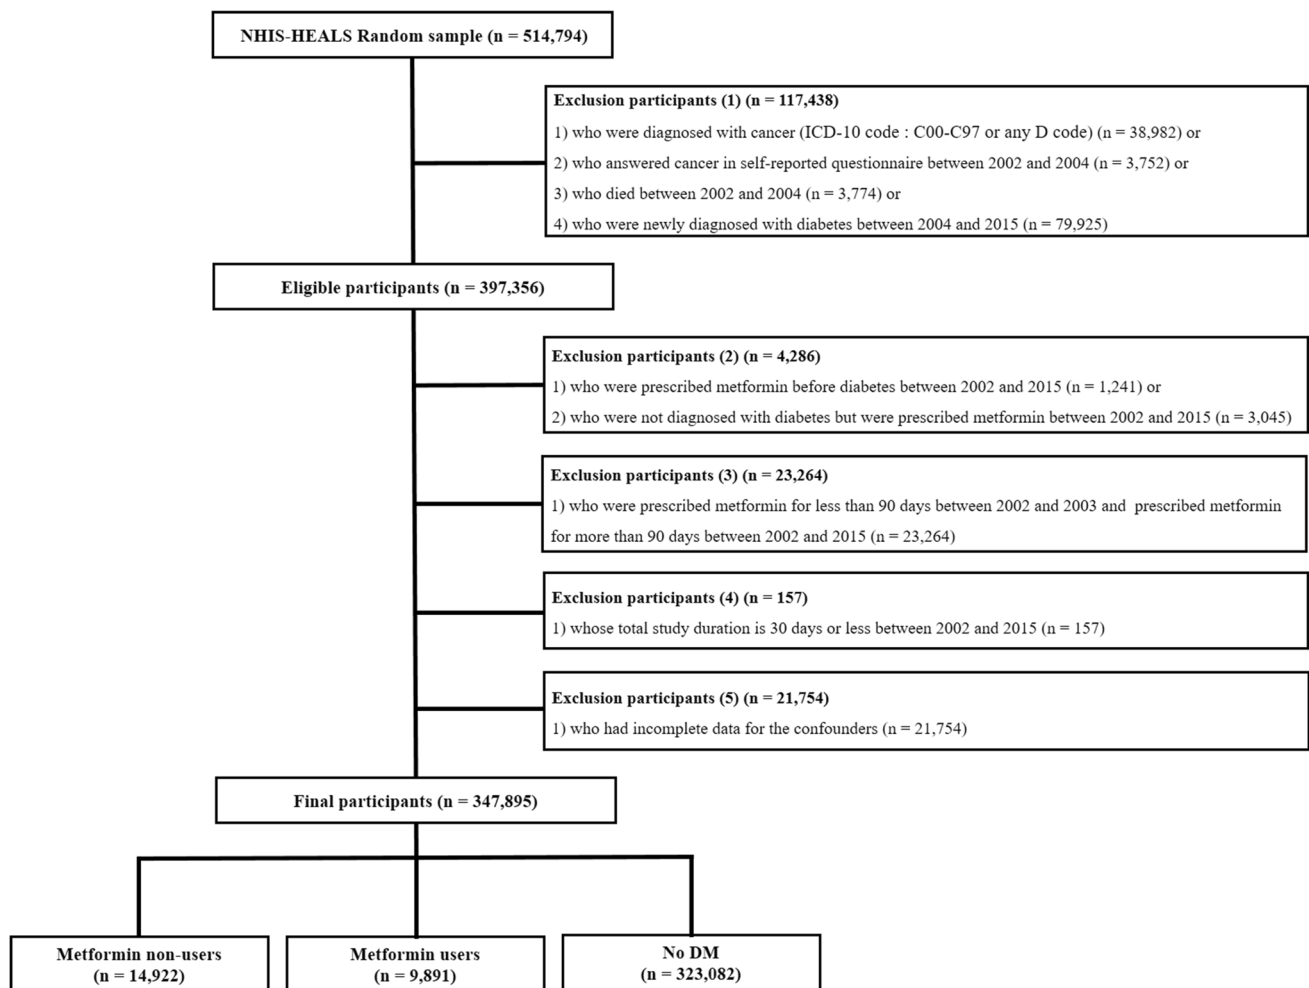 NHIS-HEALS Random sample (n = 514,794)
Exclusion participants (1) (n = 117,438)
1) who were diagnosed with cancer (ICD-10 code : C00-C97 or any D code) (n = 38,982) or
2) who answered cancer in self-reported questionnaire between 2002 and 2004 (n = 3,752) or
3) who died between 2002 and 2004 (n = 3,774) or
4) who were newly diagnosed with diabetes between 2004 and 2015 (n = 79,925)
Eligible participants (n = 397,356)
Exclusion participants (2) (n = 4,286)
1) who were prescribed metformin before diabetes between 2002 and 2015 (n = 1,241) or
2) who were not diagnosed with diabetes but were prescribed metformin between 2002 and 2015 (n = 3,045)
Exclusion participants (3) (n = 23,264)
1) who were prescribed metformin for less than 90 days between 2002 and 2003 and prescribed metformin
for more than 90 days between 2002 and 2015 (n = 23,264)
Exclusion participants (4) (n = 157)
1) whose total study duration is 30 days or less between 2002 and 2015 (n = 157)
Exclusion participants (5) (n = 21,754)
1) who had incomplete data for the confounders (n = 21,754)
Final participants (n = 347,895)
Metformin non-users
(n = 14,922)
Metformin users
(n = 9,891)
No DM
(n = 323,082)